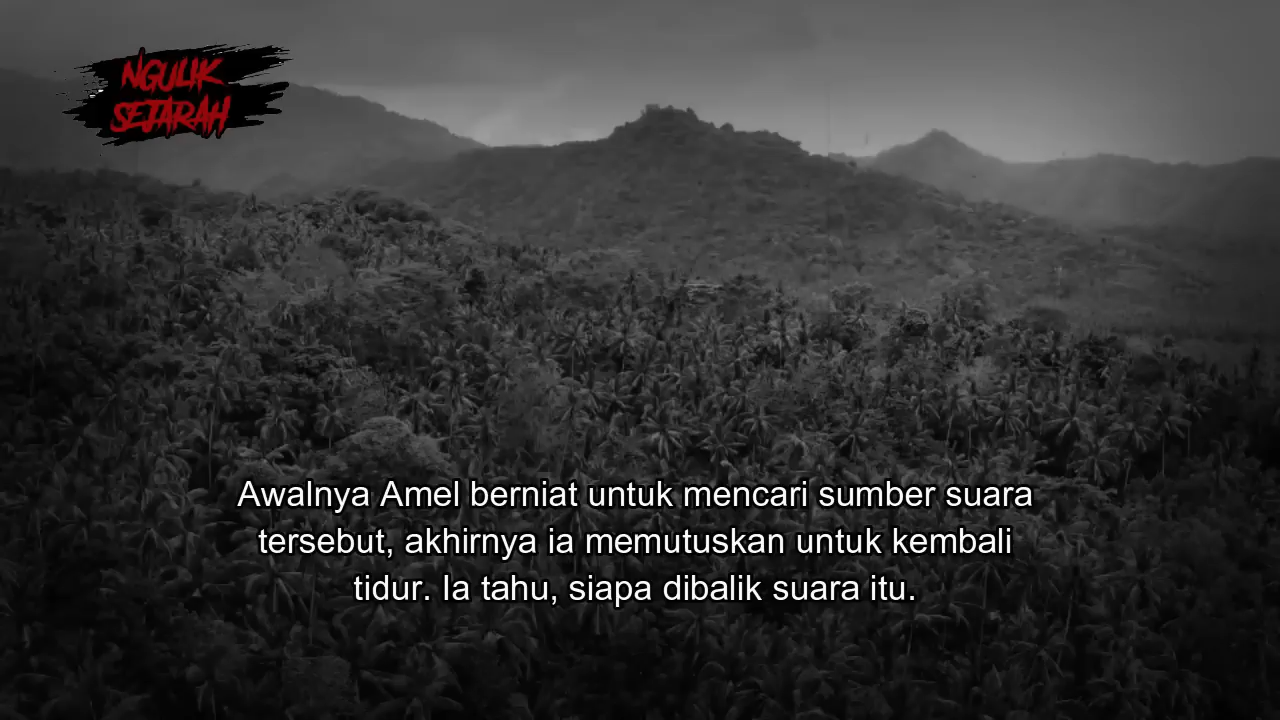 NGULIK
SEJARAH
Awalnya Amel berniat untuk mencari sumber suara
tersebut, akhirnya ia memutuskan untuk kembali
tidur. Ia tahu, siapa dibalik suara itu.